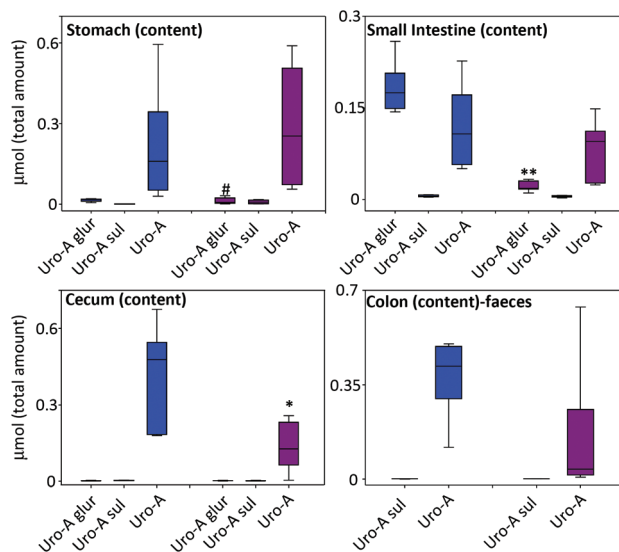 Stomach (content)
Small Intestine (content)
µmol (total amount)
0.6
0.3
0
#
0.3
0.15
0
**
Uro-A glur
Uro-A sul
Uro-A
Uro-A glur
Uro-A sul
Uro-A
Uro-A glur
Uro-A sul
Uro-A
Uro-A glur
Uro-A sul
Uro-A
Cecum (content)
Colon (content)-faeces
µmol (total amount)
0.6
0.3
0
*
0.7
0.35
0
Uro-A glur
Uro-A sul
Uro-A
Uro-A glur
Uro-A sul
Uro-A
Uro-A sul
Uro-A
Uro-A sul
Uro-A